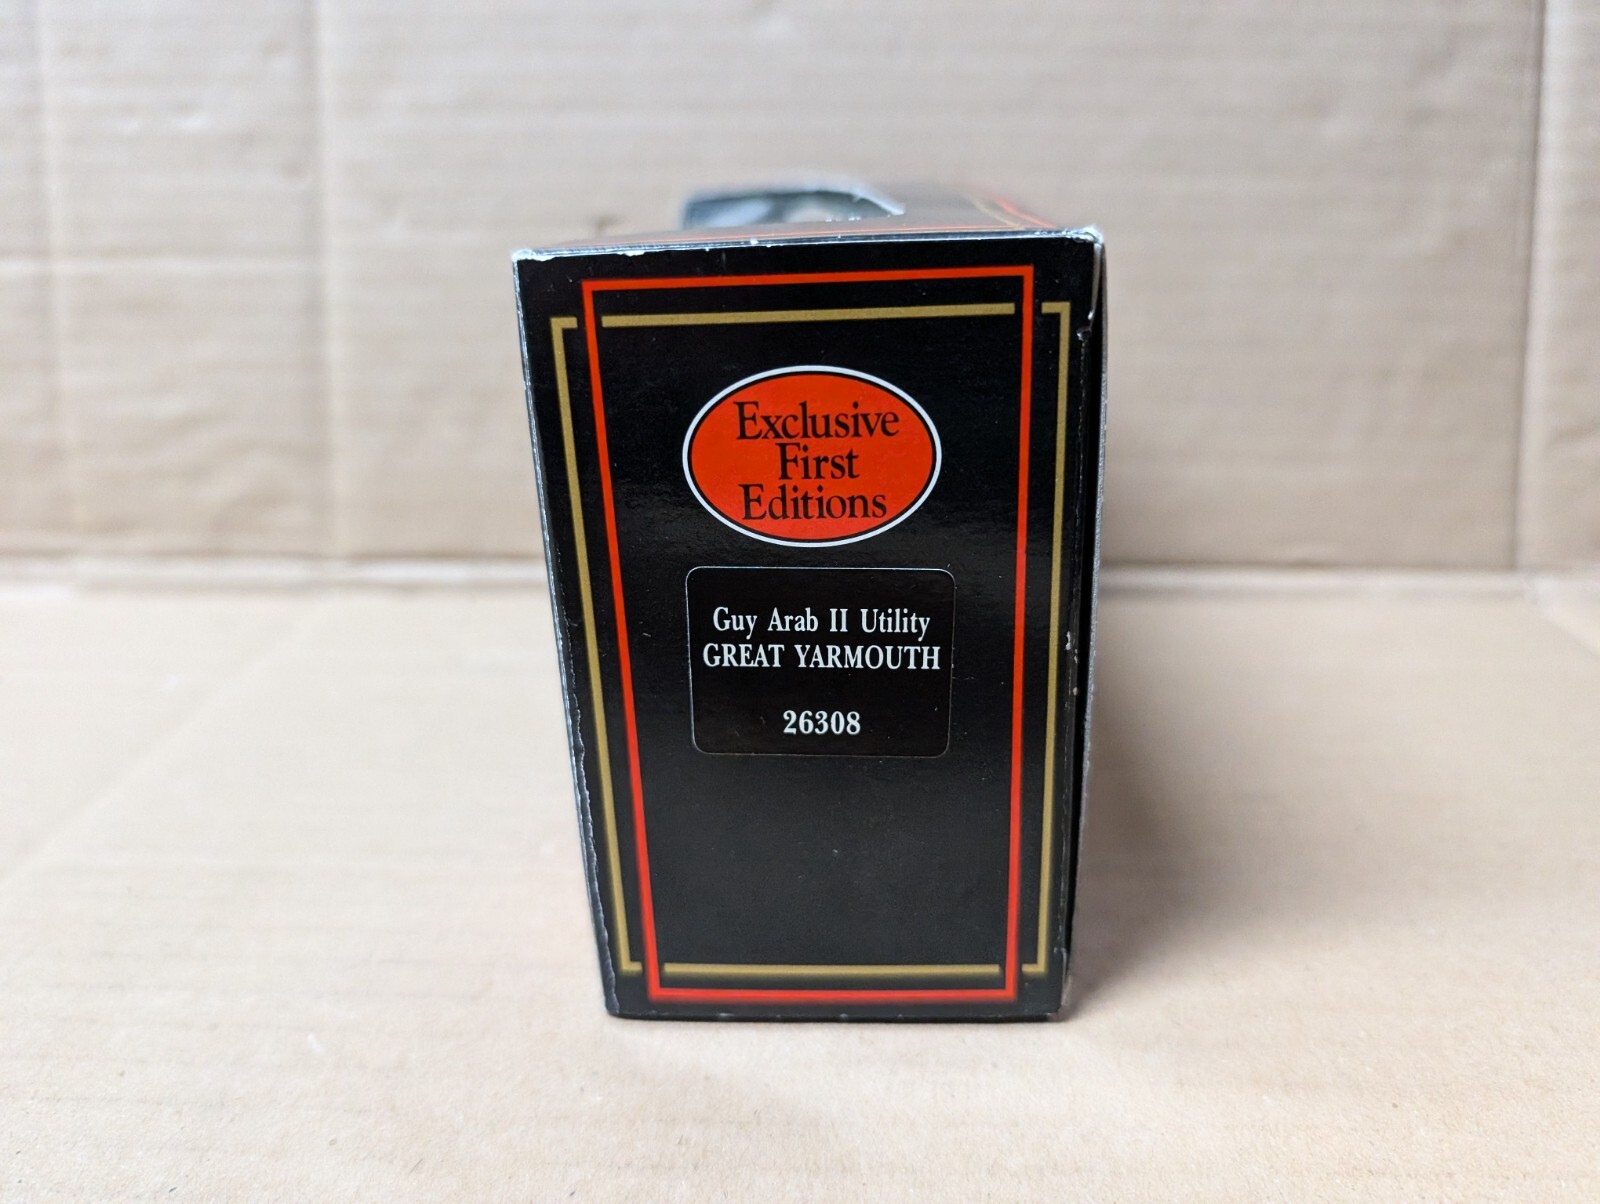 Exclusive
First
Editions
Guy Arab II Utility
GREAT YARMOUTH
26308